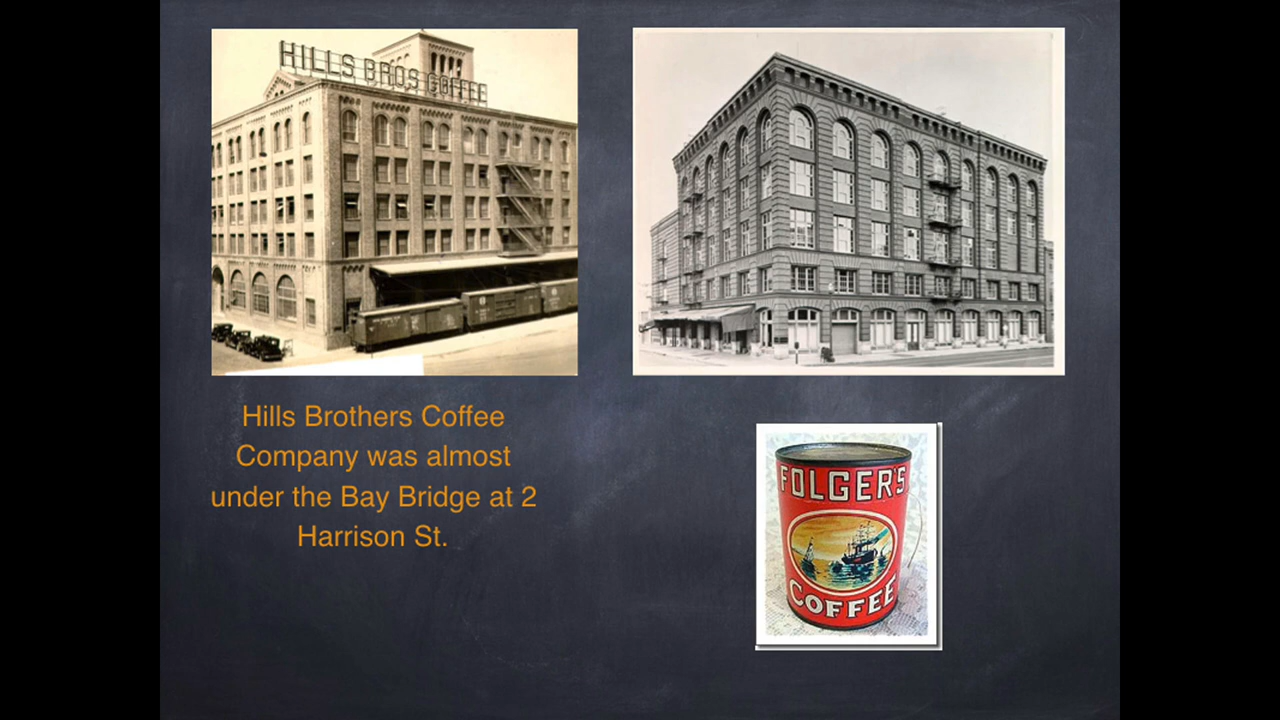 HILLS BROS COFFEE
Hills Brothers Coffee
Company was almost
under the Bay Bridge at 2
Harrison St.
FOLGER'S
COFFEE